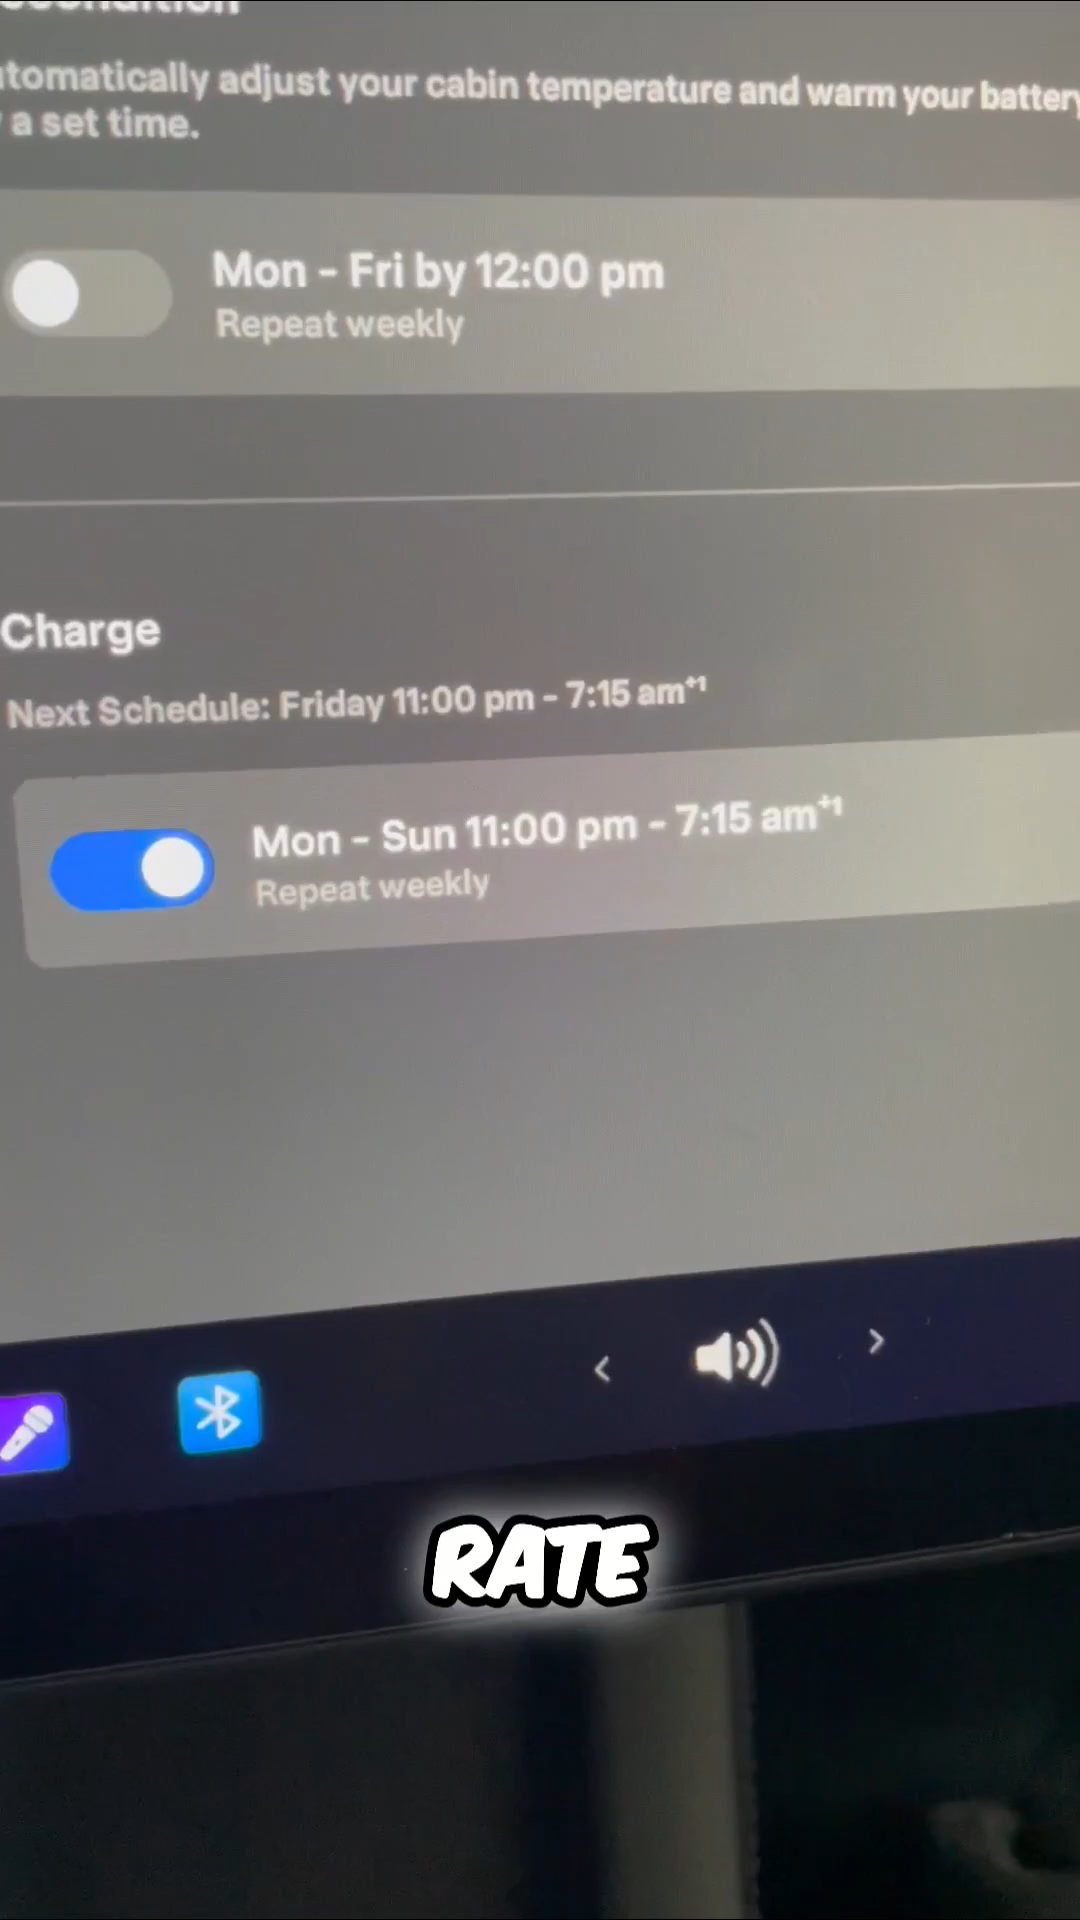 tomatically adjust your cabin temperature and warm your battery
a set time.
Mon - Fri by 12:00 pm
Repeat weekly
Charge
Next Schedule: Friday 11:00 pm - 7:15 am+1
Mon - Sun 11:00 pm - 7:15 am+1
Repeat weekly
RATE